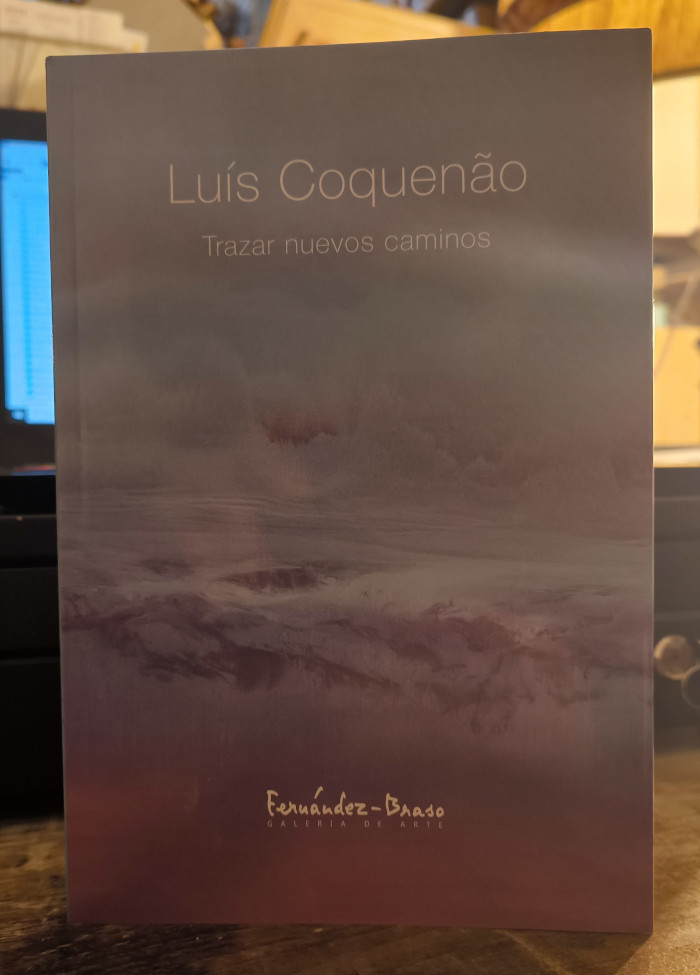 Luís Coquenão
Trazar nuevos caminos
Fernández-Braso
GALERÍA DE ARTE